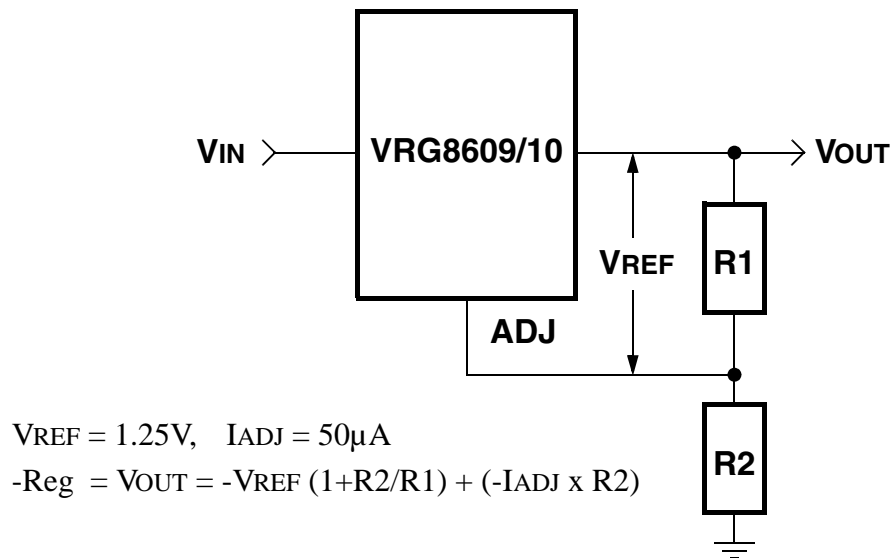 VIN
VRG8609/10
VOUT
VREF
R1
ADJ
R2
VREF = 1.25V, IADJ = 50µA
-Reg = VOUT = -VREF (1+R2/R1) + (-IADJ x R2)